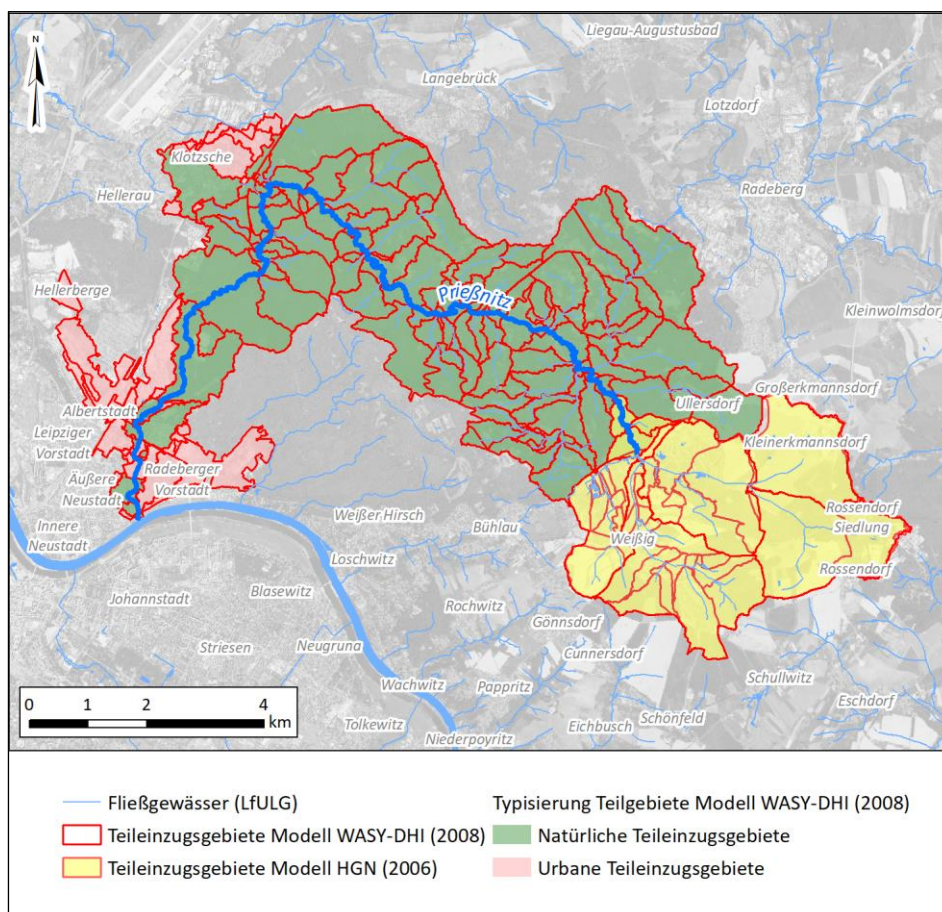 Liegau-Augustusbad
N
Langebrück
Lotzdorf
Klotzsche
Hellerau
Radeberg
Hellerberge
Prießnitz
Kleinwolmsdorf
Großerkmannsdorf
Ullersdorf
Albertstadt
Leipziger
Vorstadt
Kleinerkmannsdorf
Radeberger
Vorstadt
Äußere
Neustadt
Rossendorf
Siedlung
Weißer Hirsch
Bühlau
Innere
Neustadt
Weißig
Loschwitz
Rossendorf
Blasewitz
Johannstadt
Rochwitz
Gönnsdorf
Striesen
Neugruna
Cunnersdorf
Schullwitz
Wachwitz
Pappritz
Eschdorf
0 1 2 4
km
Tolkewitz
Eichbusch
Schönfeld
Niederpoyritz
Fließgewässer (LfULG)
Teileinzugsgebiete Modell WASY-DHI (2008)
Teileinzugsgebiete Modell HGN (2006)
Typisierung Teilgebiete Modell WASY-DHI (2008)
Natürliche Teileinzugsgebiete
Urbane Teileinzugsgebiete